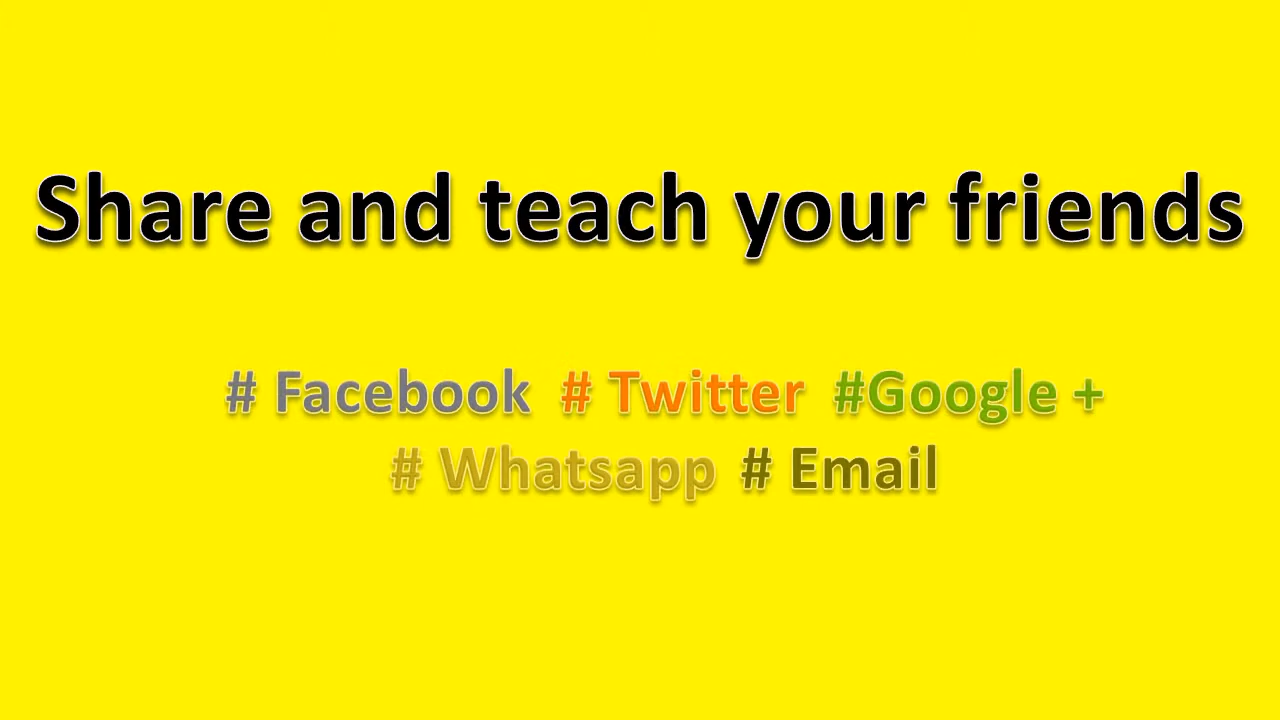 Share and teach your friends
# Facebook # Twitter #Google +
# Whatsapp # Email